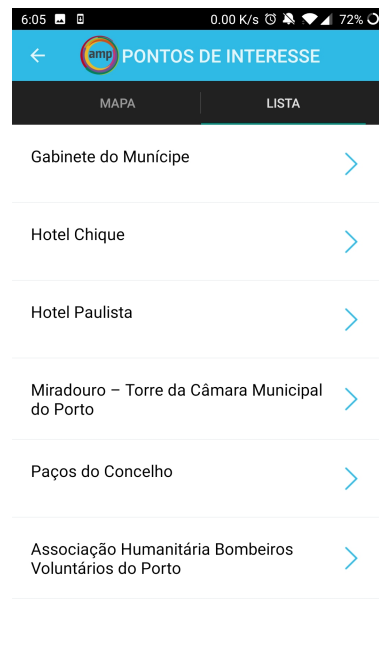 6:05 0.00 K/s 72%
amp PONTOS DE INTERESSE
MAPA LISTA
Gabinete do Munícipe
Hotel Chique
Hotel Paulista
Miradouro – Torre da Câmara Municipal
do Porto
Paços do Concelho
Associação Humanitária Bombeiros
Voluntários do Porto